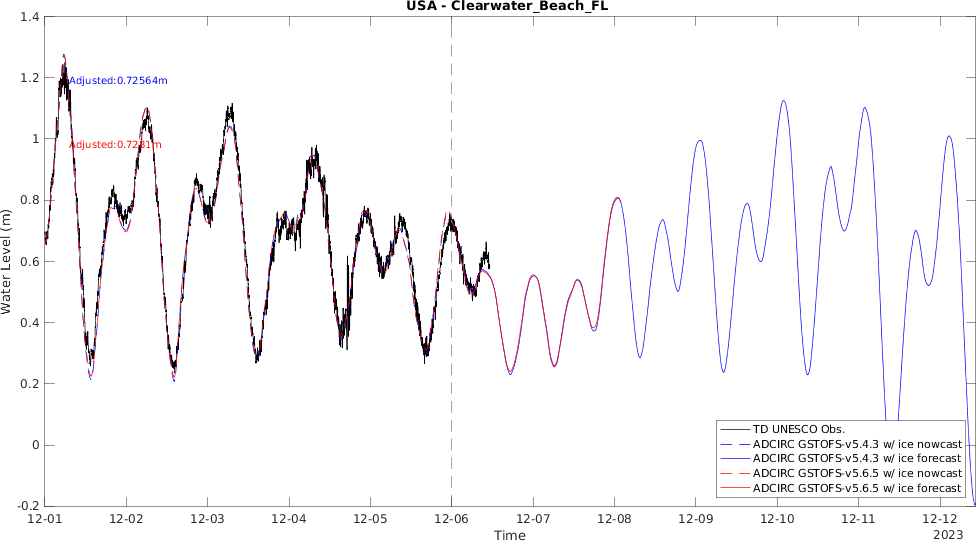 USA - Clearwater_Beach_FL
1.4
1.2
1
0.8
0.6
0.4
0.2
0
-0.2
Water Level (m)
Adjusted:0.72564m
Adjusted:0.7281m
TD UNESCO Obs.
ADCIRC GSTOFS-v5.4.3 w/ ice nowcast
ADCIRC GSTOFS-v5.4.3 w/ ice forecast
ADCIRC GSTOFS-v5.6.5 w/ ice nowcast
ADCIRC GSTOFS-v5.6.5 w/ ice forecast
12-01 12-02 12-03 12-04 12-05 12-06 12-07 12-08 12-09 12-10 12-11 12-12
2023
Time